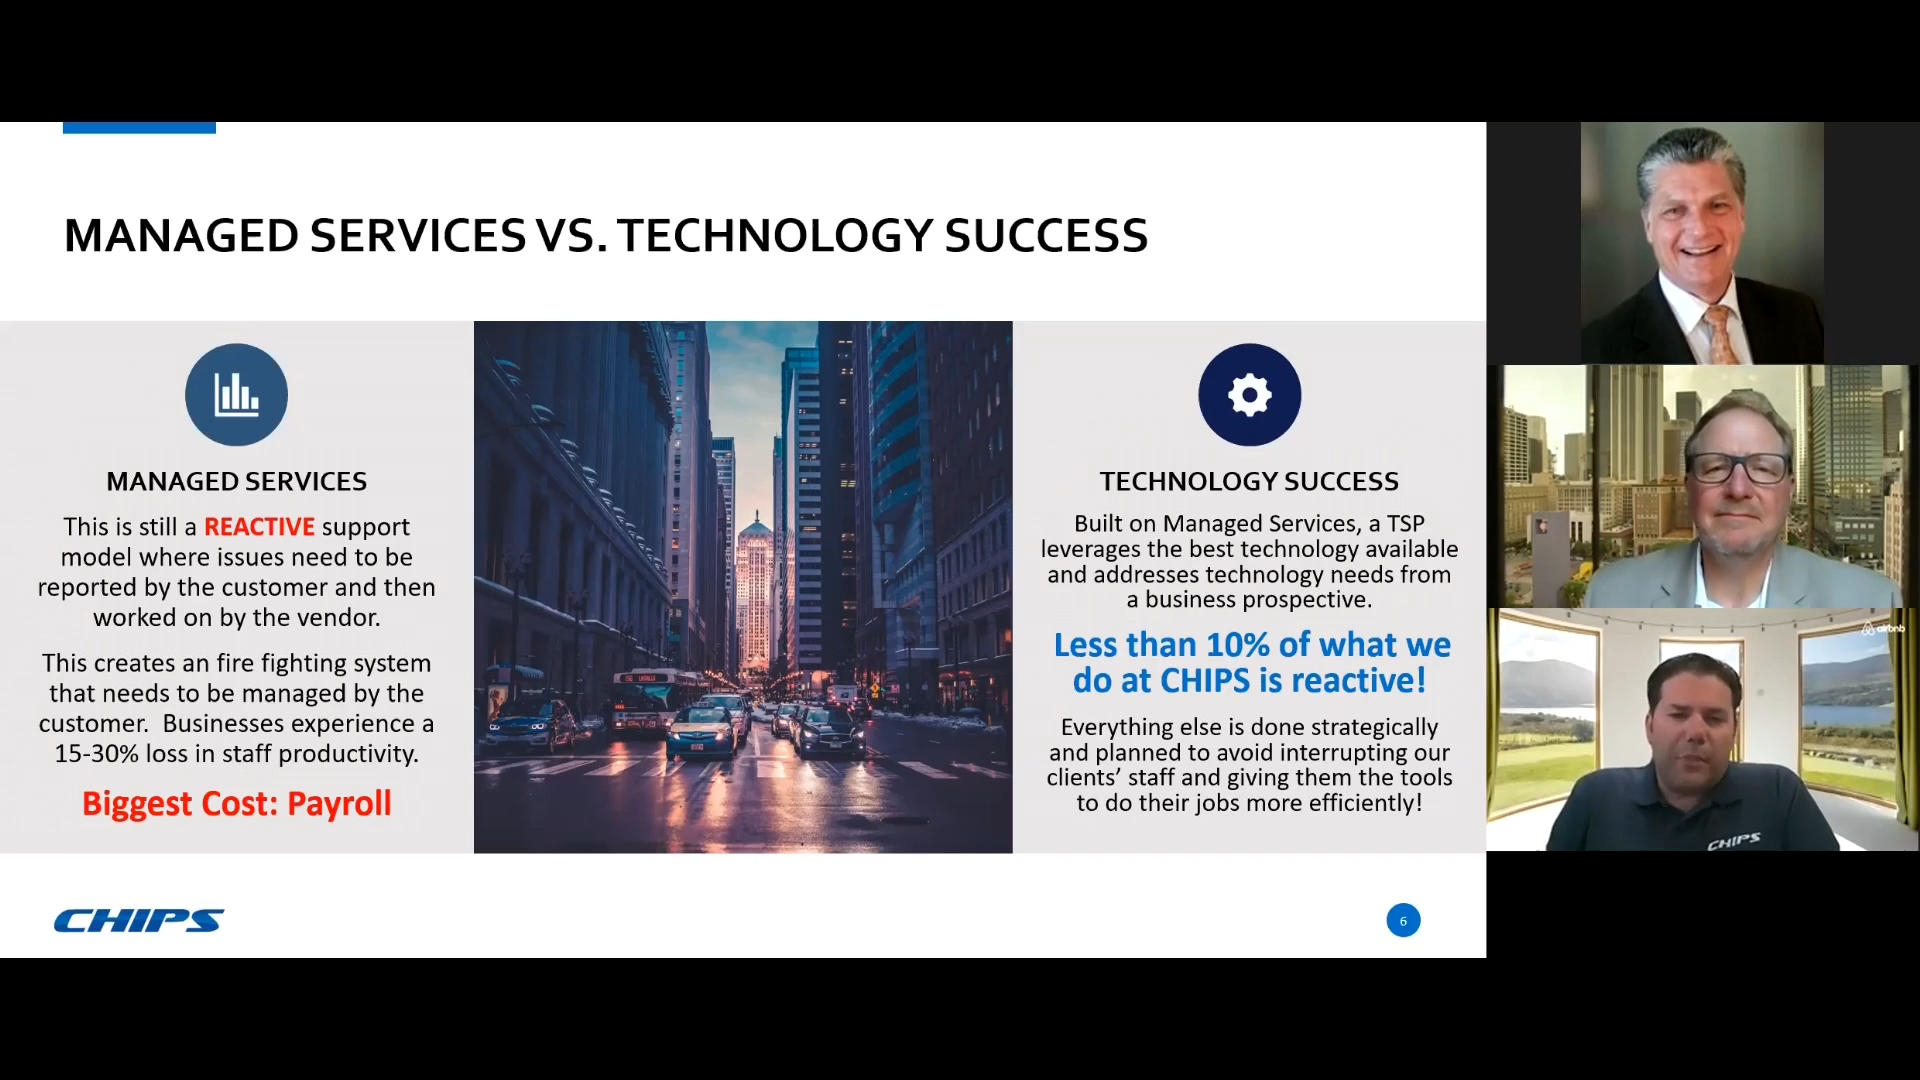 MANAGED SERVICES VS. TECHNOLOGY SUCCESS
MANAGED SERVICES
This is still a REACTIVE support
model where issues need to be
reported by the customer and then
worked on by the vendor.
This creates an fire fighting system
that needs to be managed by the
customer.  Businesses experience a
15-30% loss in staff productivity.
Biggest Cost: Payroll
TECHNOLOGY SUCCESS
Built on Managed Services, a TSP
leverages the best technology available
and addresses technology needs from
a business prospective.
Less than 10% of what we
do at CHIPS is reactive!
Everything else is done strategically
and planned to avoid interrupting our
clients' staff and giving them the tools
to do their jobs more efficiently!
CHIPS
6
airbnb
CHIPS